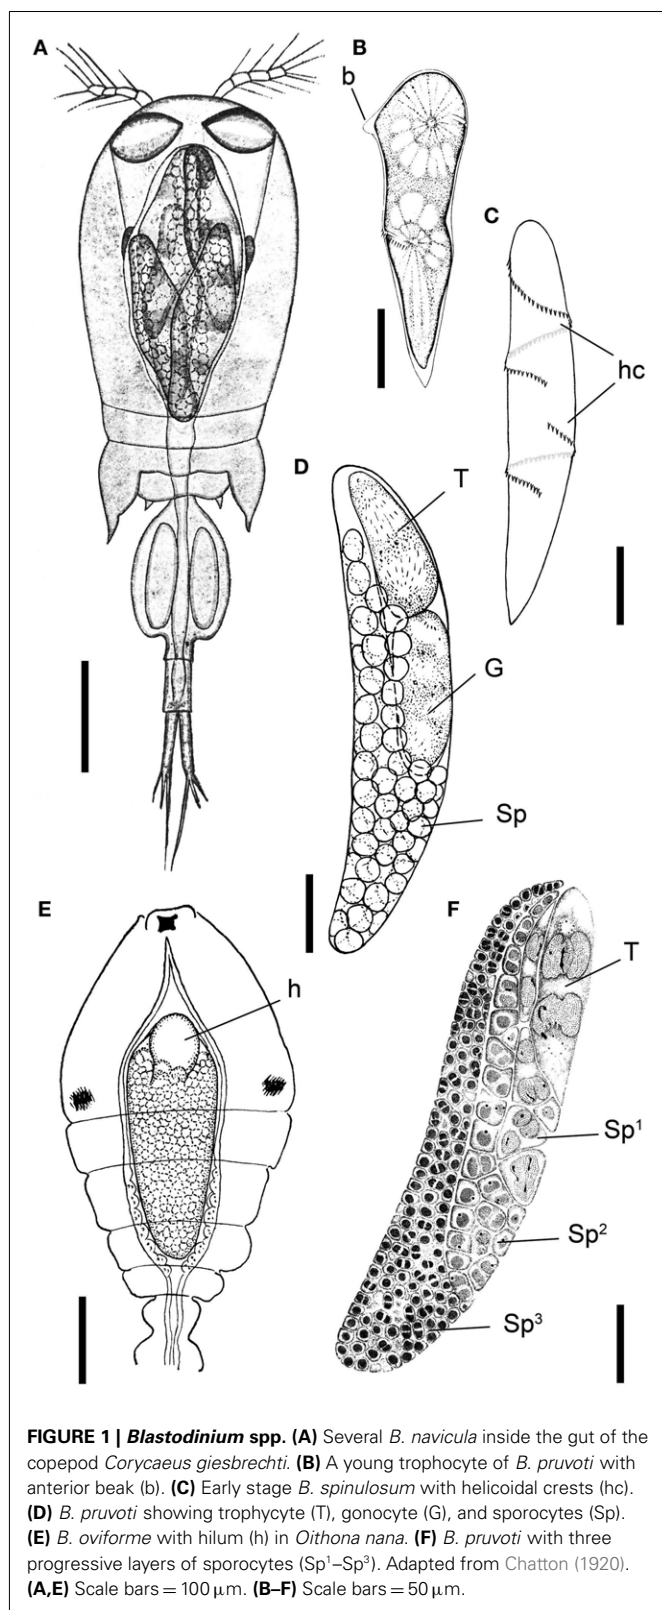 A
B
b
C
hc
D
T
G
Sp
E
F
h
T
Sp¹
Sp²
Sp³
FIGURE 1 | Blastodinium spp. (A) Several B. navicula inside the gut of the
copepod Corycaeus giesbrechti. (B) A young trophocyte of B. pruvoti with
anterior beak (b). (C) Early stage B. spinulosum with helicoidal crests (hc).
(D) B. pruvoti showing trophycyte (T), gonocyte (G), and sporocytes (Sp).
(E) B. oviforme with hilum (h) in Oithona nana. (F) B. pruvoti with three
progressive layers of sporocytes (Sp¹–Sp³). Adapted from Chatton (1920).
(A,E) Scale bars = 100 μm. (B–F) Scale bars = 50 μm.